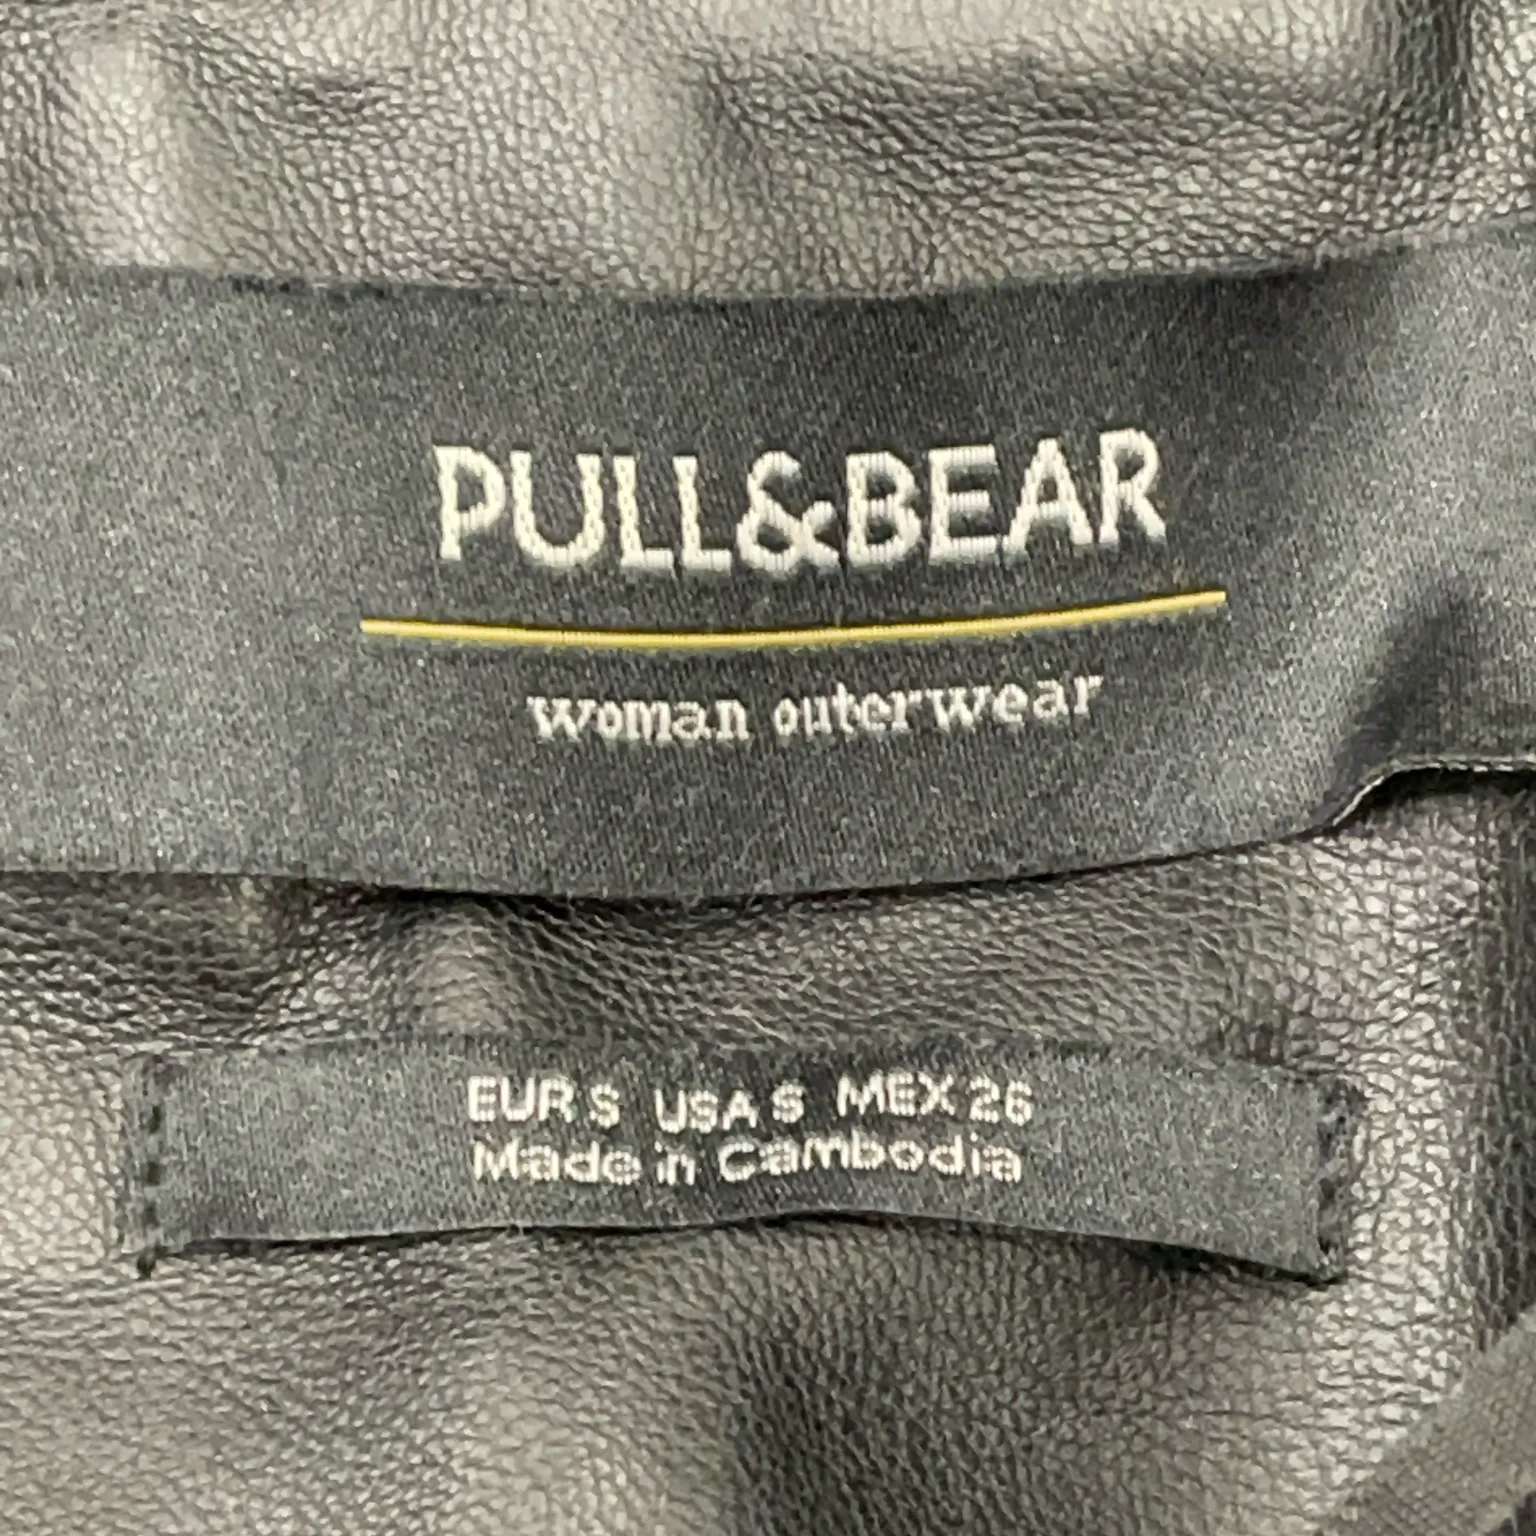 PULL&BEAR
woman outerwear
EUR S USA S MEX 26
Made in Cambodia